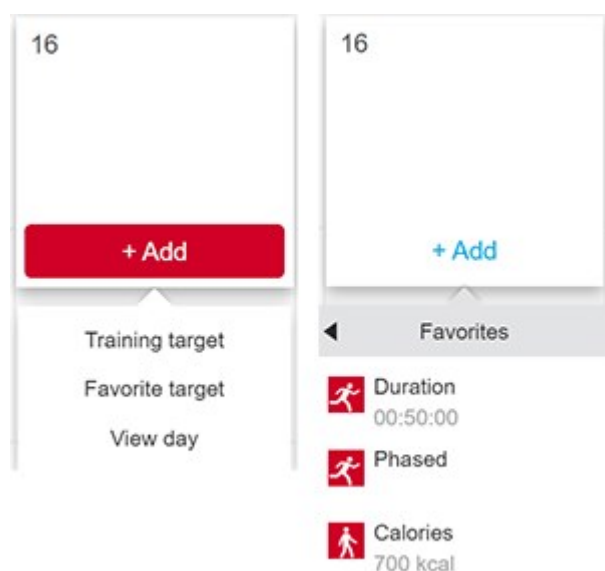 16
+ Add
Training target
Favorite target
View day
16
+ Add
Favorites
Duration
00:50:00
Phased
Calories
700 kcal